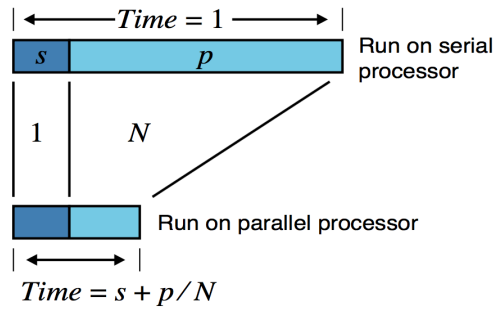 Time = 1
s
p
Run on serial
processor
1
N
Run on parallel processor
Time = s + p / N